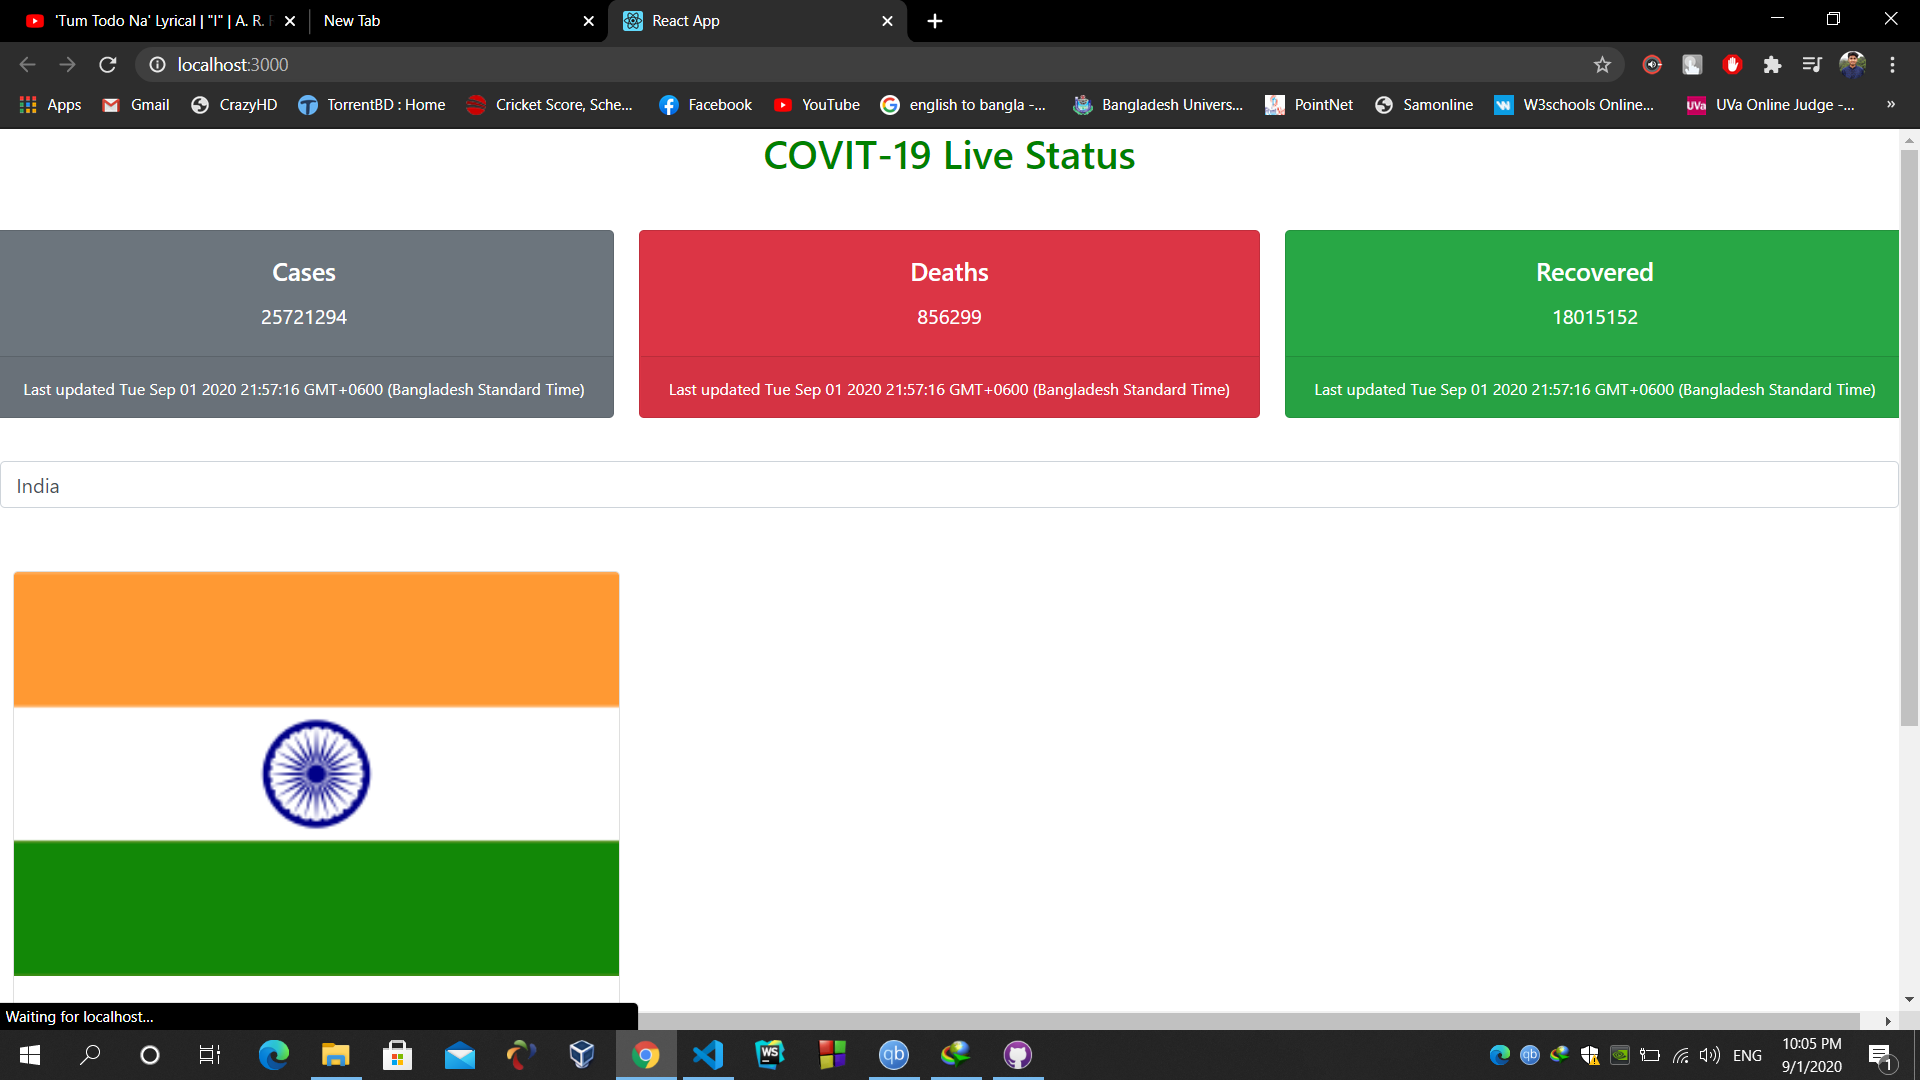 'Tum Todo Na' Lyrical | "I" | A. R.
New Tab
React App
localhost:3000
Apps
Gmail
CrazyHD
TorrentBD : Home
Cricket Score, Sche...
Facebook
YouTube
english to bangla -...
Bangladesh Univers...
PointNet
Samonline
W3schools Online...
UVa Online Judge -...
»
COVIT-19 Live Status
Cases
25721294
Last updated Tue Sep 01 2020 21:57:16 GMT+0600 (Bangladesh Standard Time)
Deaths
856299
Last updated Tue Sep 01 2020 21:57:16 GMT+0600 (Bangladesh Standard Time)
Recovered
18015152
Last updated Tue Sep 01 2020 21:57:16 GMT+0600 (Bangladesh Standard Time)
India
Waiting for localhost...
WS
qb
qb
ENG
10:05 PM
9/1/2020
1